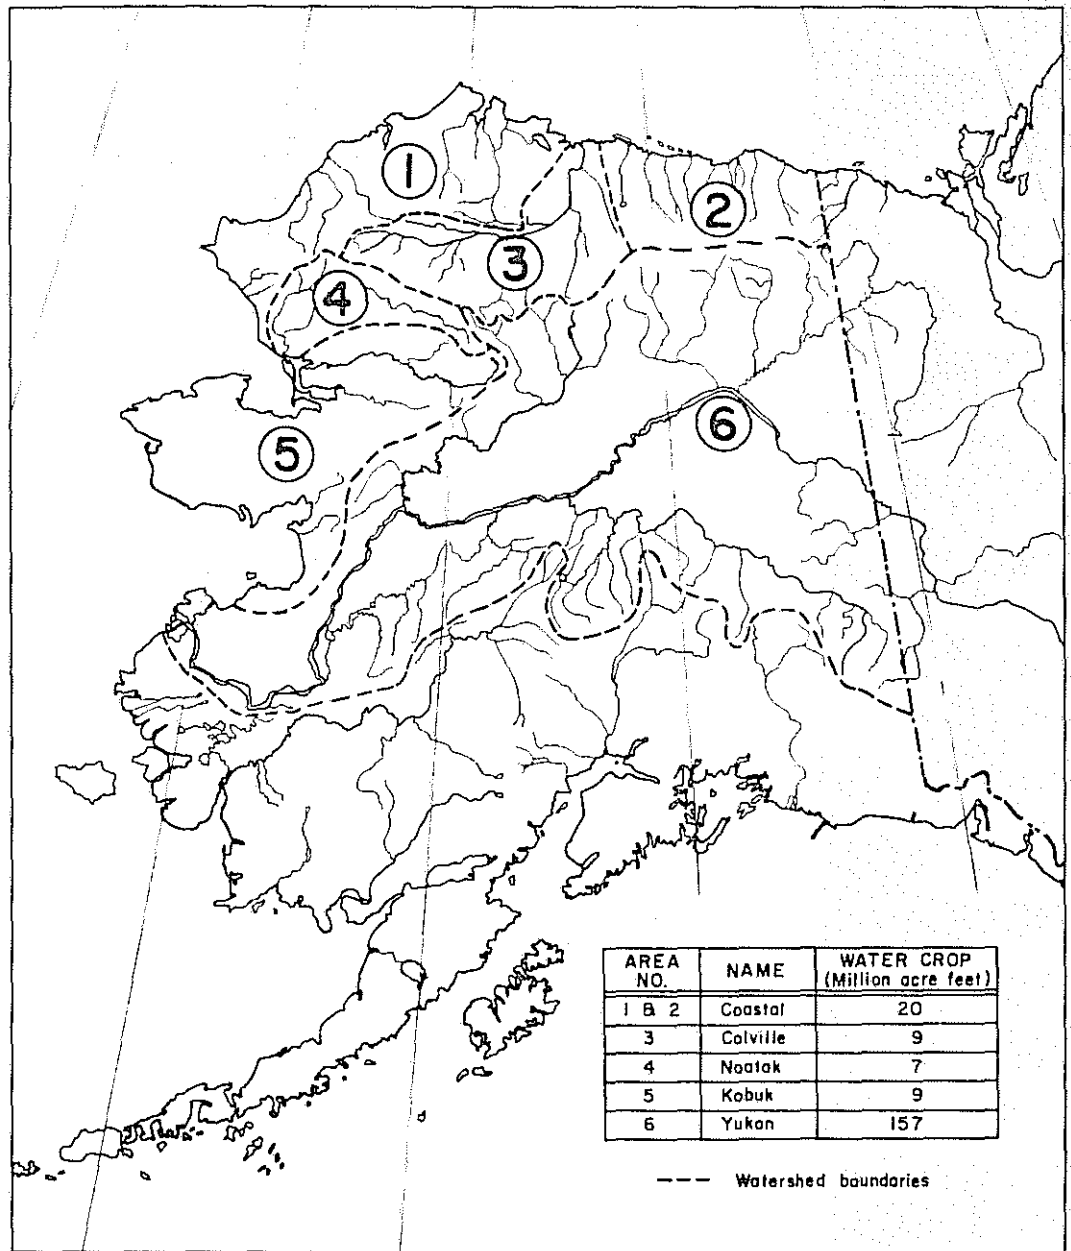 1
2
3
4
5
6
AREA NO. NAME WATER CROP (Million acre feet)
1 & 2 Coastal 20
3 Colville 9
4 Noatak 7
5 Kobuk 9
6 Yukon 157
Watershed boundaries